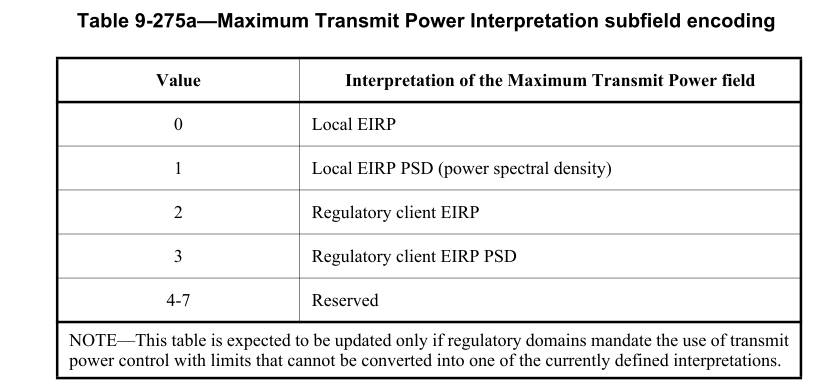 Table 9-275a—Maximum Transmit Power Interpretation subfield encoding
Value Interpretation of the Maximum Transmit Power field
0 Local EIRP
1 Local EIRP PSD (power spectral density)
2 Regulatory client EIRP
3 Regulatory client EIRP PSD
4-7 Reserved
NOTE—This table is expected to be updated only if regulatory domains mandate the use of transmit
power control with limits that cannot be converted into one of the currently defined interpretations.